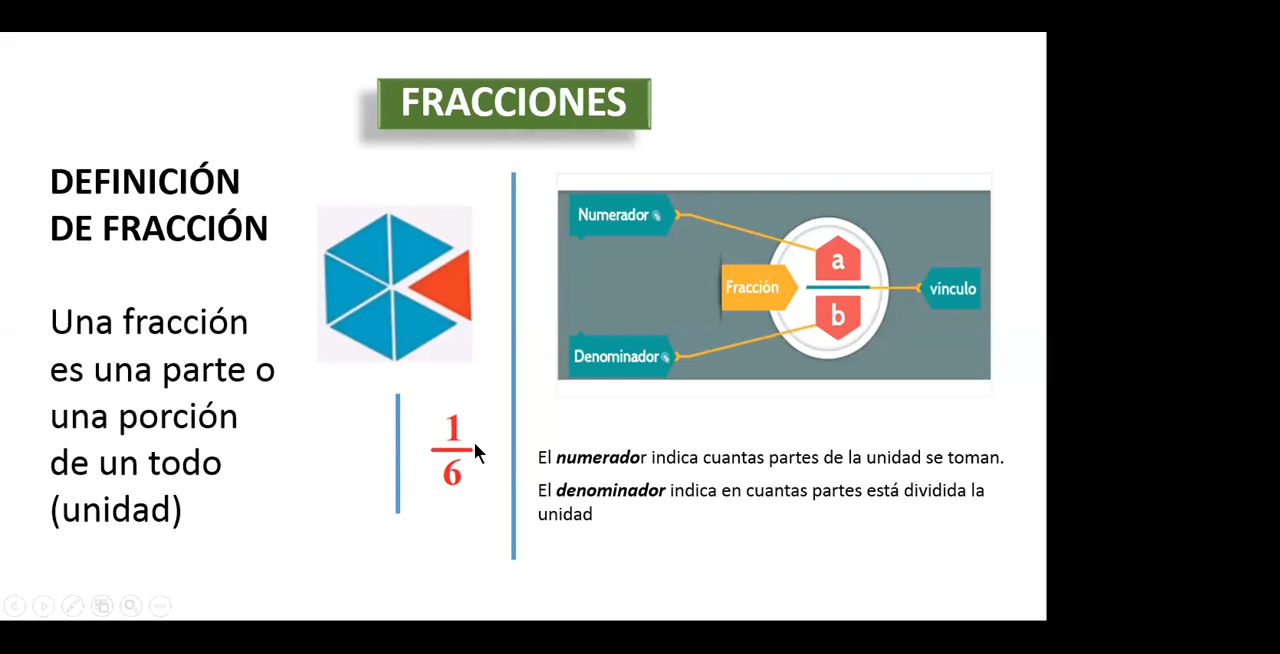 FRACCIONES
DEFINICIÓN
DE FRACCIÓN
Una fracción
es una parte o
una porción
de un todo
(unidad)
1
6
Numerador
Fracción
a
b
vínculo
Denominador
El numerador indica cuantas partes de la unidad se toman.
El denominador indica en cuantas partes está dividida la
unidad